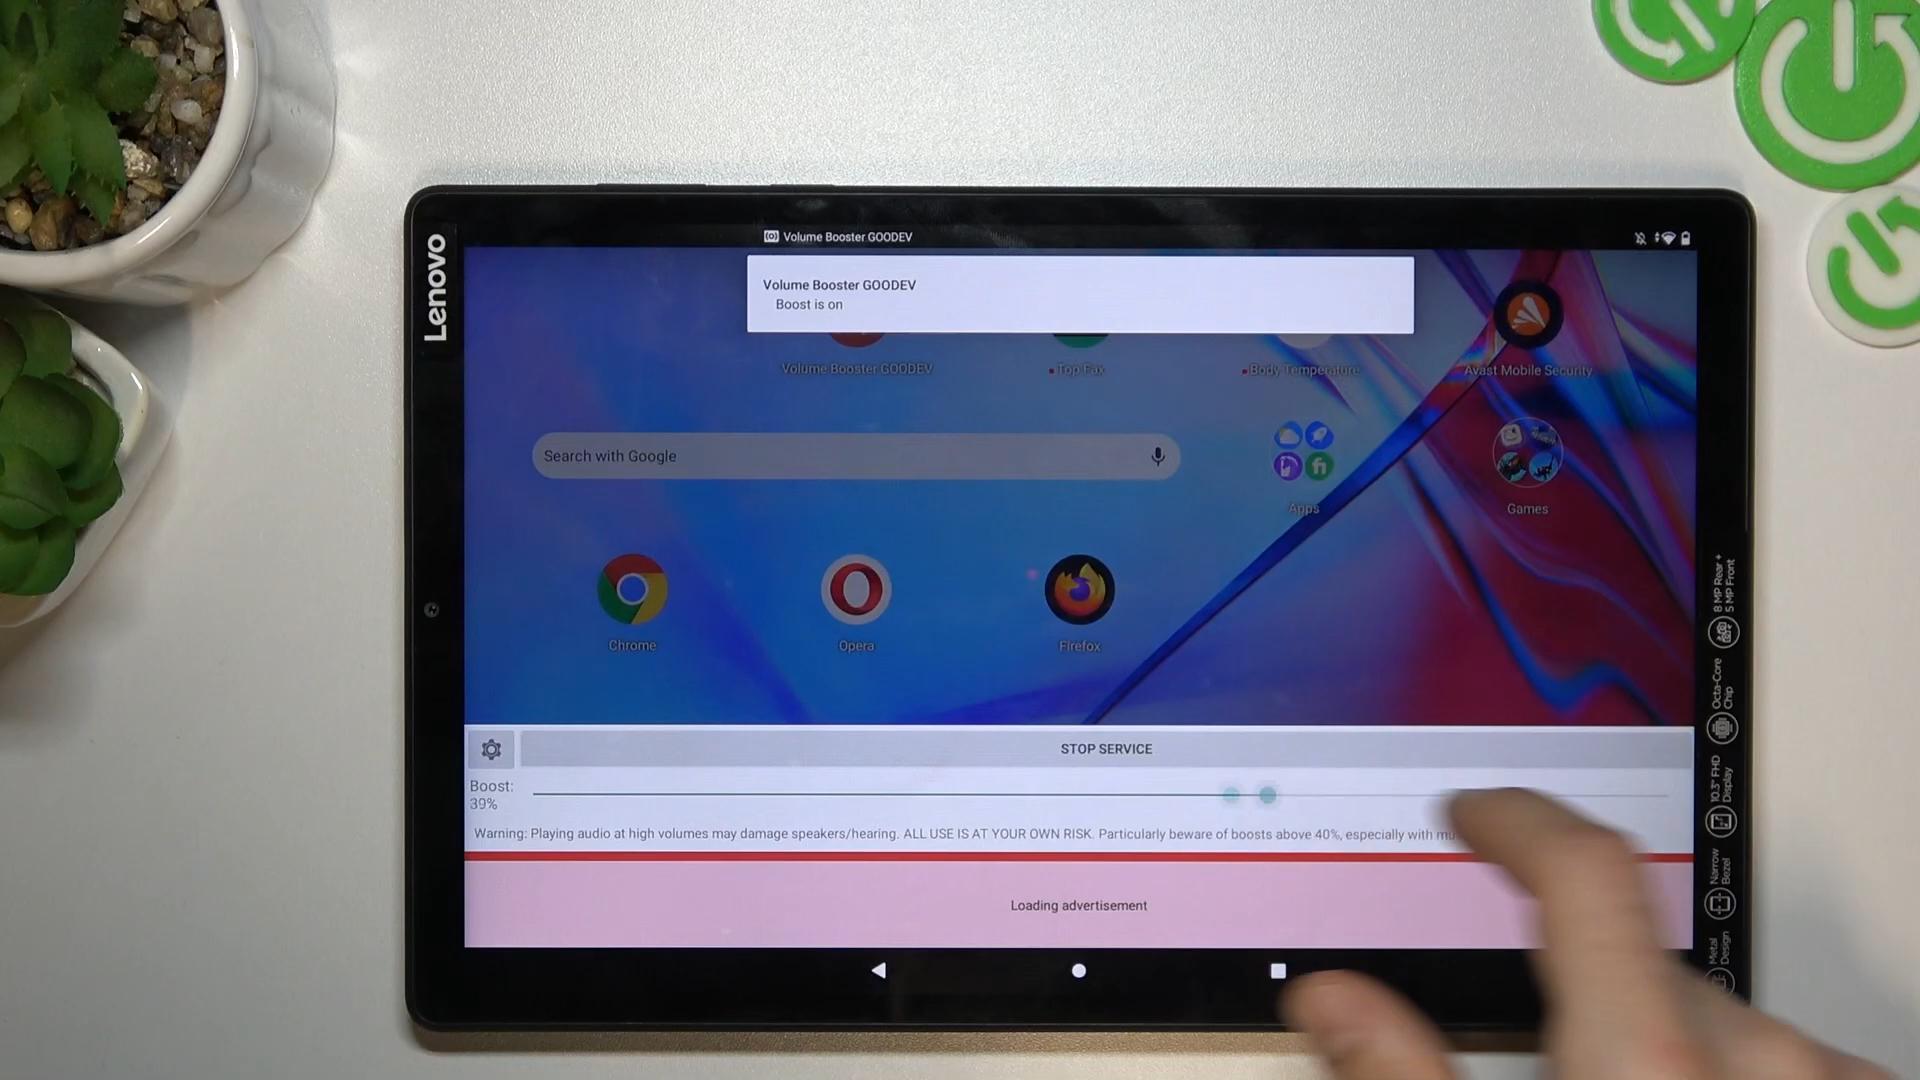 Lenovo
Volume Booster GOODEV
Volume Booster GOODEV
Boost is on
Volume Booster GOODEV
Top Fax
Body Temperature
Avast Mobile Security
Search with Google
Apps
Games
Chrome
Opera
Firefox
STOP SERVICE
Boost:
39%
Warning: Playing audio at high volumes may damage speakers/hearing. ALL USE IS AT YOUR OWN RISK. Particularly beware of boosts above 40%, especially with
Loading advertisement
8 MP Rear +
5 MP Front
Octa-Core
Chip
10.3" FHD
Display
Narrow
Bezel
Metal
Design